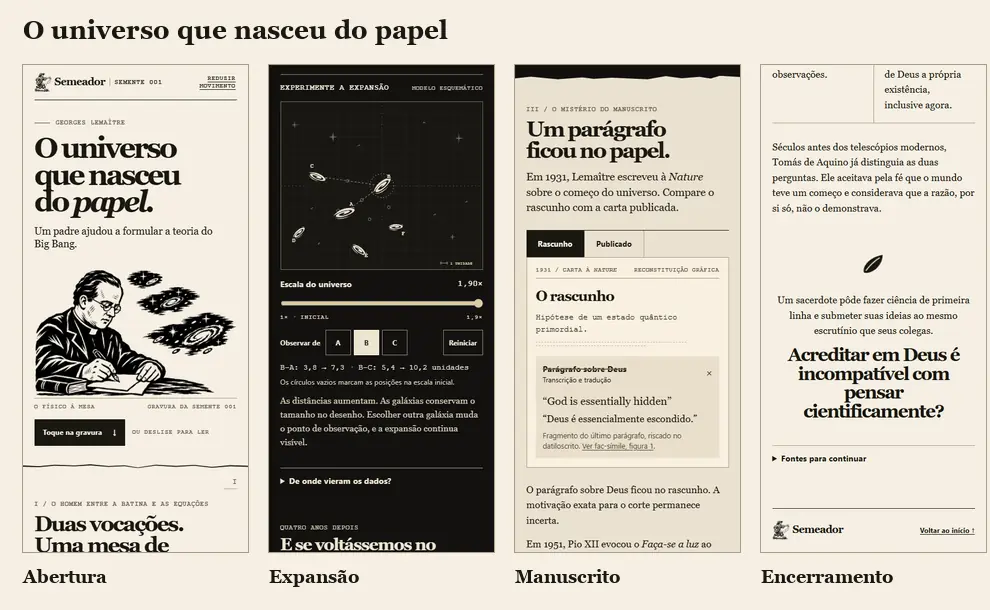 O universo que nasceu do papel
Semeador | SEMENTE 001
REDUZIR
MOVIMENTO
GEORGES LEMAÎTRE
O universo
que nasceu
do papel.
Um padre ajudou a formular a teoria do
Big Bang.
O FÍSICO À MESA
GRAVURA DA SEMENTE 001
Toque na gravura ↓
OU DESLIZE PARA LER
I
I / O HOMEM ENTRE A BATINA E AS EQUAÇÕES
Duas vocações.
Uma mesa de
Abertura
EXPERIMENTE A EXPANSÃO
MODELO ESQUEMÁTICO
C
B
A
D
F
1 UNIDADE
Escala do universo
1,90×
1× · INICIAL
1,9×
Observar de
A
B
C
Reiniciar
B–A: 3,8 → 7,3 · B–C: 5,4 → 10,2 unidades
Os círculos vazios marcam as posições na escala inicial.
As distâncias aumentam. As galáxias conservam o
tamanho no desenho. Escolher outra galáxia muda
o ponto de observação, e a expansão continua
visível.
▶ De onde vieram os dados?
QUATRO ANOS DEPOIS
E se voltássemos no
Expansão
III / O MISTÉRIO DO MANUSCRITO
Um parágrafo
ficou no papel.
Em 1931, Lemaître escreveu à Nature
sobre o começo do universo. Compare o
rascunho com a carta publicada.
Rascunho
Publicado
1931 / CARTA À NATURE
RECONSTITUIÇÃO GRÁFICA
O rascunho
Hipótese de um estado quântico
primordial.
Parágrafo sobre Deus
×
Transcrição e tradução
“God is essentially hidden”
“Deus é essencialmente escondido.”
Fragmento do último parágrafo, riscado no
datiloscrito. Ver fac-símile, figura 1.
O parágrafo sobre Deus ficou no rascunho. A
motivação exata para o corte permanece
incerta.
Em 1951, Pio XII evocou o Faça-se a luz ao
Manuscrito
observações.
de Deus a própria
existência,
inclusive agora.
Séculos antes dos telescópios modernos,
Tomás de Aquino já distinguia as duas
perguntas. Ele aceitava pela fé que o mundo
teve um começo e considerava que a razão, por
si só, não o demonstrava.
Um sacerdote pôde fazer ciência de primeira
linha e submeter suas ideias ao mesmo
escrutínio que seus colegas.
Acreditar em Deus é
incompatível com
pensar
cientificamente?
▶ Fontes para continuar
Semeador
Voltar ao início ↑
Encerramento